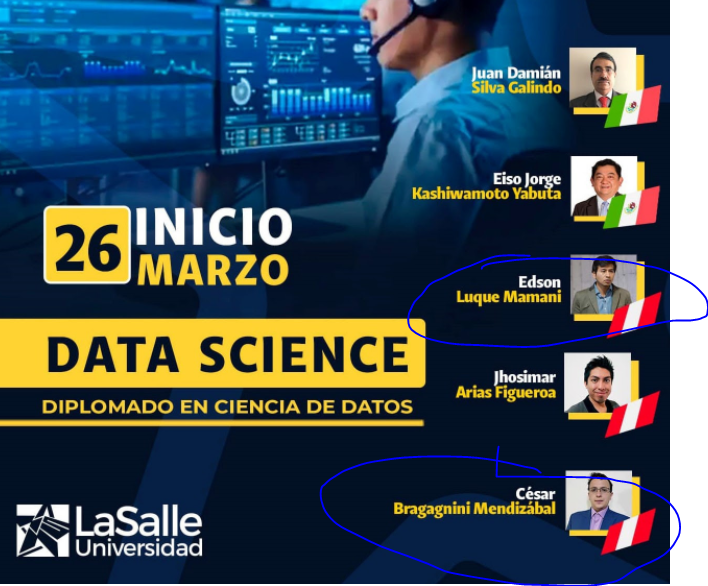 Juan Damián
Silva Galindo
Eiso Jorge
Kashiwamoto Yabuta
26
INICIO
MARZO
Edson
Luque Mamani
DATA SCIENCE
DIPLOMADO EN CIENCIA DE DATOS
Jhosimar
Arias Figueroa
César
Bragagnini Mendizábal
LaSalle
Universidad